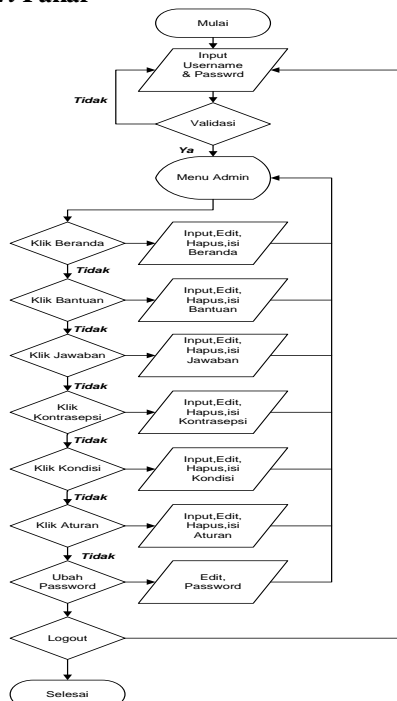 Mulai
Input
Username
& Passwrd
Tidak
Validasi
Ya
Menu Admin
Klik Beranda
Input,Edit,
Hapus,isi
Beranda
Tidak
Klik Bantuan
Input,Edit,
Hapus,isi
Bantuan
Tidak
Klik Jawaban
Input,Edit,
Hapus,isi
Jawaban
Tidak
Klik
Kontrasepsi
Input,Edit,
Hapus,isi
Kontrasepsi
Tidak
Klik Kondisi
Input,Edit,
Hapus,isi
Kondisi
Tidak
Klik Aturan
Input,Edit,
Hapus,isi
Aturan
Tidak
Ubah
Password
Edit,
Password
Logout
Selesai